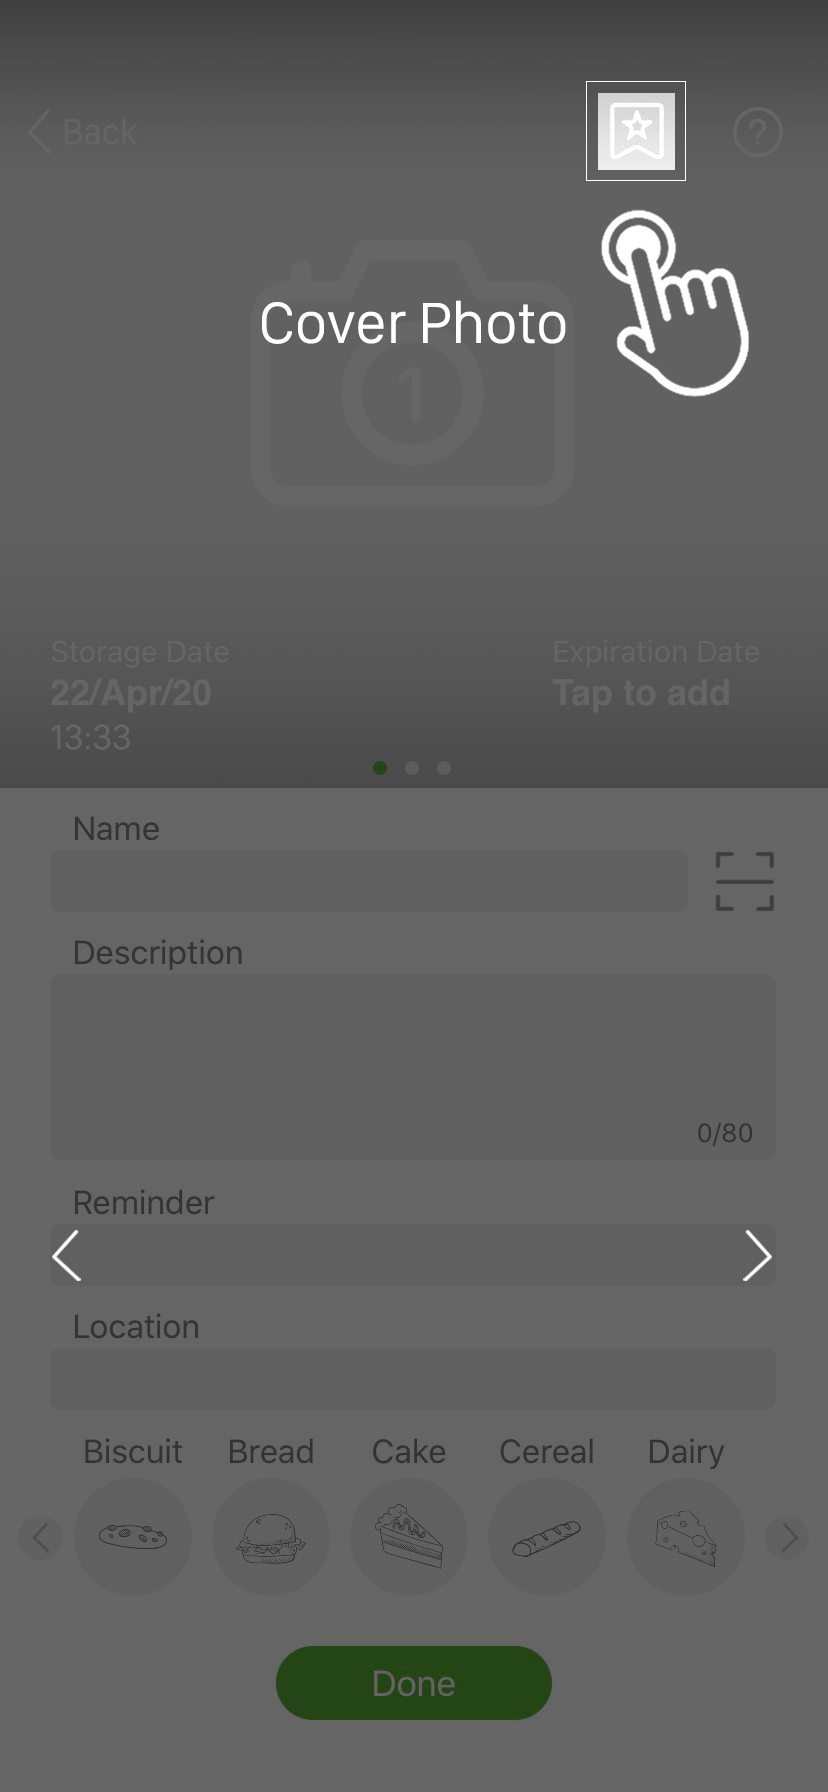 Back
?
Cover Photo
1
Storage Date
Expiration Date
22/Apr/20
Tap to add
13:33
Name
Description
0/80
Reminder
Location
Biscuit Bread Cake Cereal Dairy
Done